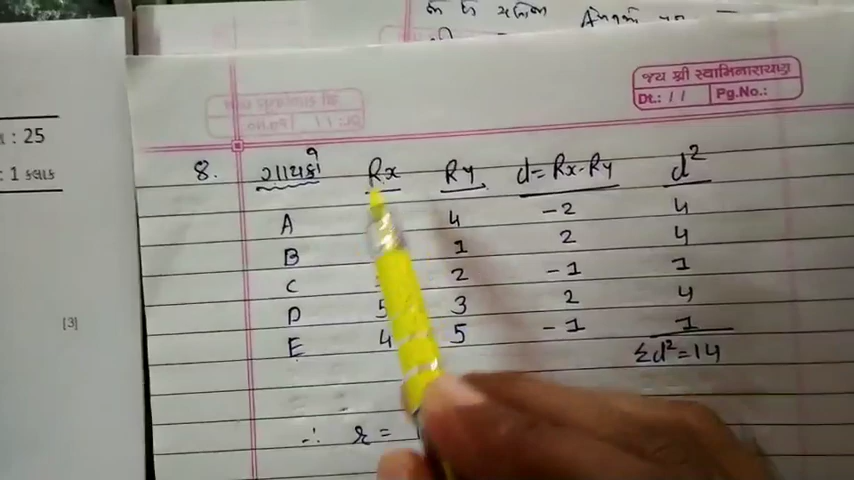 જય શ્રી સ્વામિનારાયણ
Dt.: / /
Pg.No.:
: 25
: 1 કલાક
[3]
8. ગાયકો Rx Ry d=Rx-Ry d²
A 4 -2 4
B 1 2 4
C 2 -1 1
D 5 3 2 4
E 4 5 -1 1
Σd²=14
∴ r =